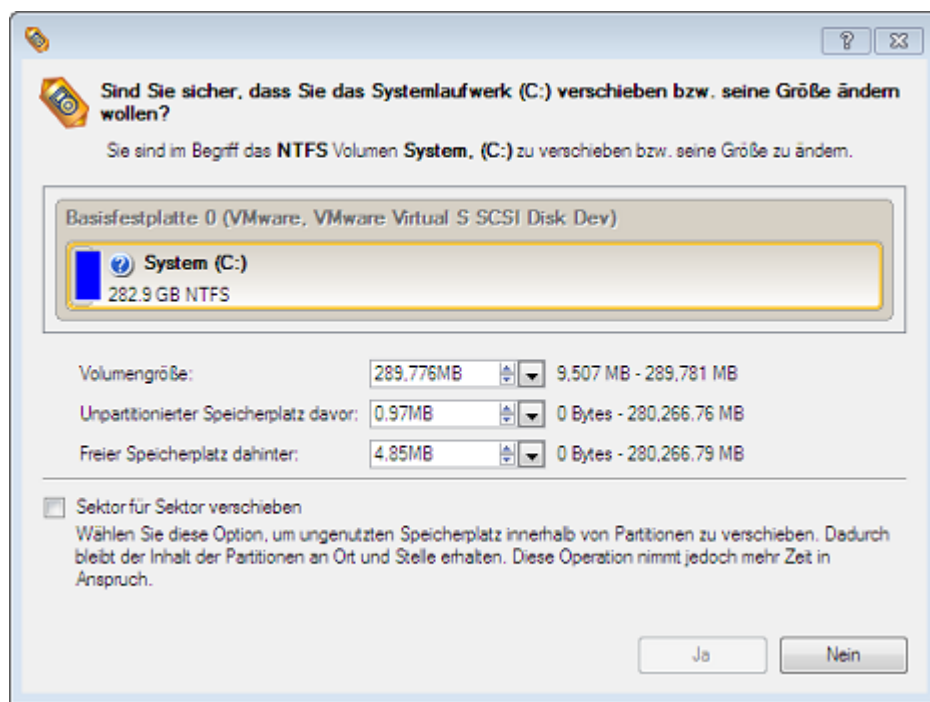 Sind Sie sicher, dass Sie das Systemlaufwerk (C:) verschieben bzw. seine Größe ändern
wollen?
Sie sind im Begriff das NTFS Volumen System, (C:) zu verschieben bzw. seine Größe zu ändern.
Basisfestplatte 0 (VMware, VMware Virtual S SCSI Disk Dev)
System (C:)
282.9 GB NTFS
Volumengröße: 289,776MB 9,507 MB - 289,781 MB
Unpartitionierter Speicherplatz davor: 0.97MB 0 Bytes - 280,266.76 MB
Freier Speicherplatz dahinter: 4.85MB 0 Bytes - 280,266.79 MB
Sektor für Sektor verschieben
Wählen Sie diese Option, um ungenutzten Speicherplatz innerhalb von Partitionen zu verschieben. Dadurch
bleibt der Inhalt der Partitionen an Ort und Stelle erhalten. Diese Operation nimmt jedoch mehr Zeit in
Anspruch.
Ja Nein